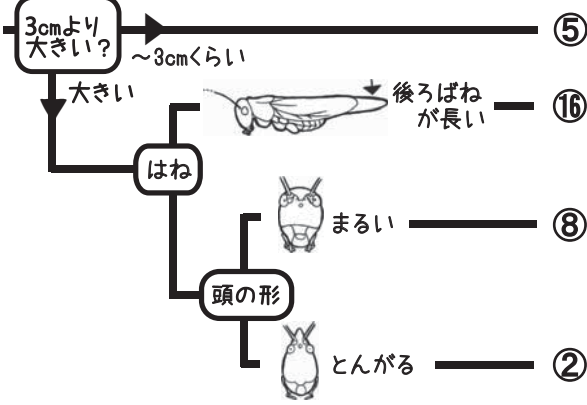 3cmより
大きい?
〜3cmくらい
⑤
大きい
後ろばね
が長い
⑯
はね
まるい
⑧
頭の形
とんがる
②